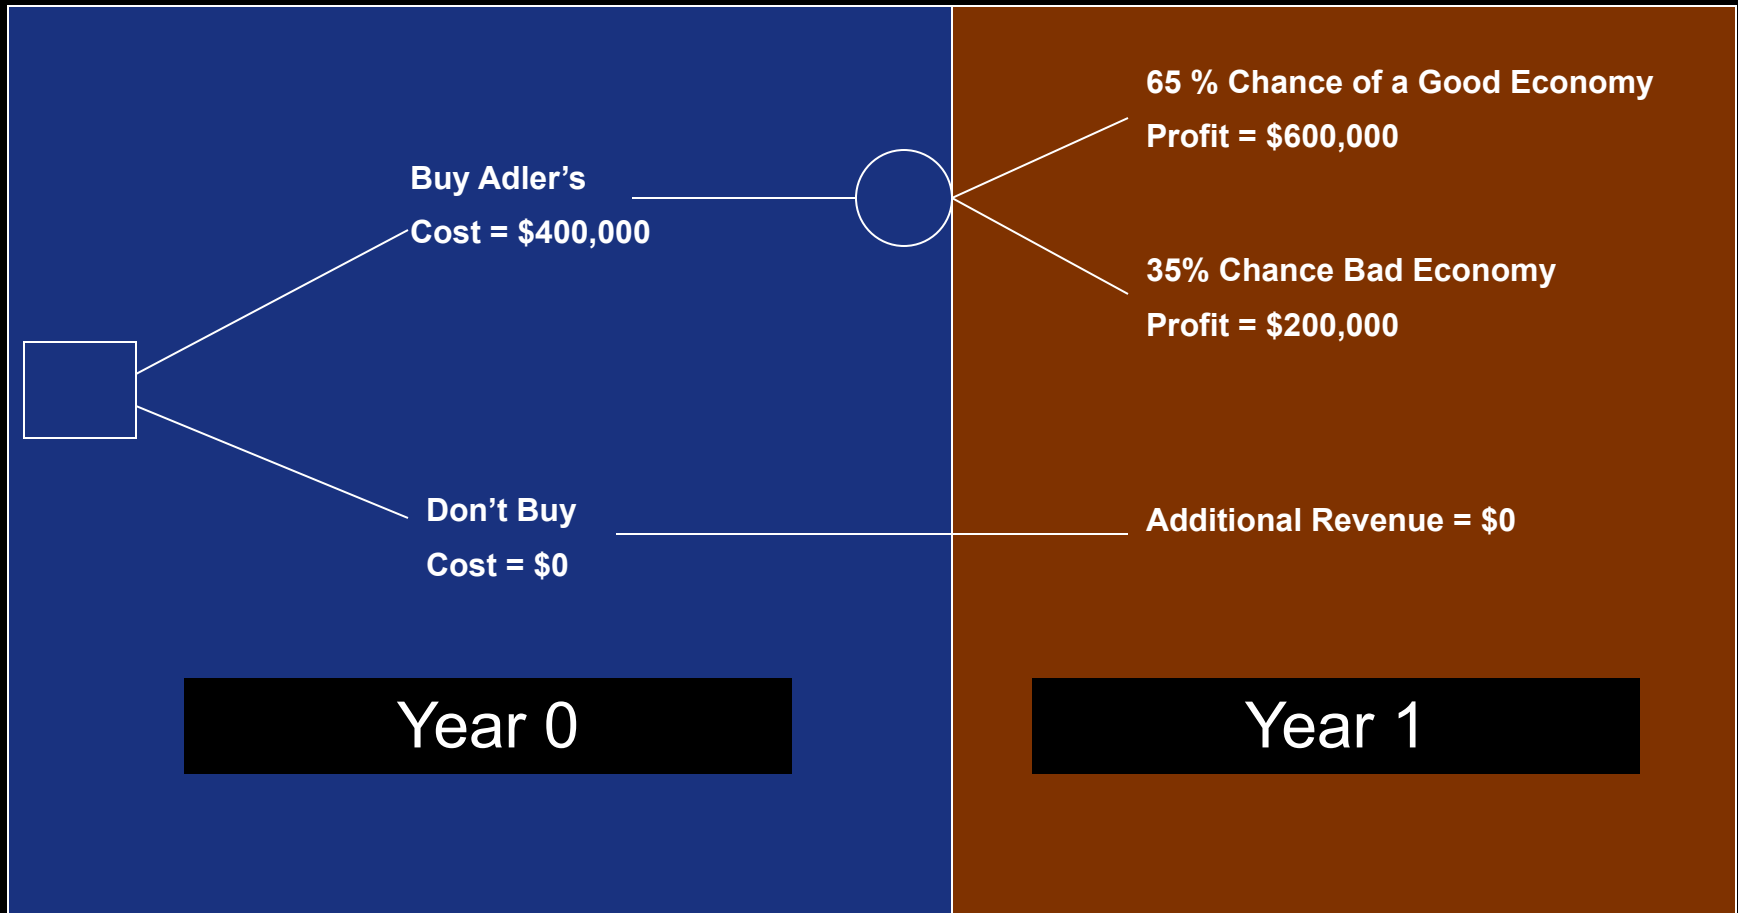 65 % Chance of a Good Economy
Profit = $600,000
Buy Adler’s
Cost = $400,000
35% Chance Bad Economy
Profit = $200,000
Don’t Buy
Cost = $0
Additional Revenue = $0
Year 0
Year 1